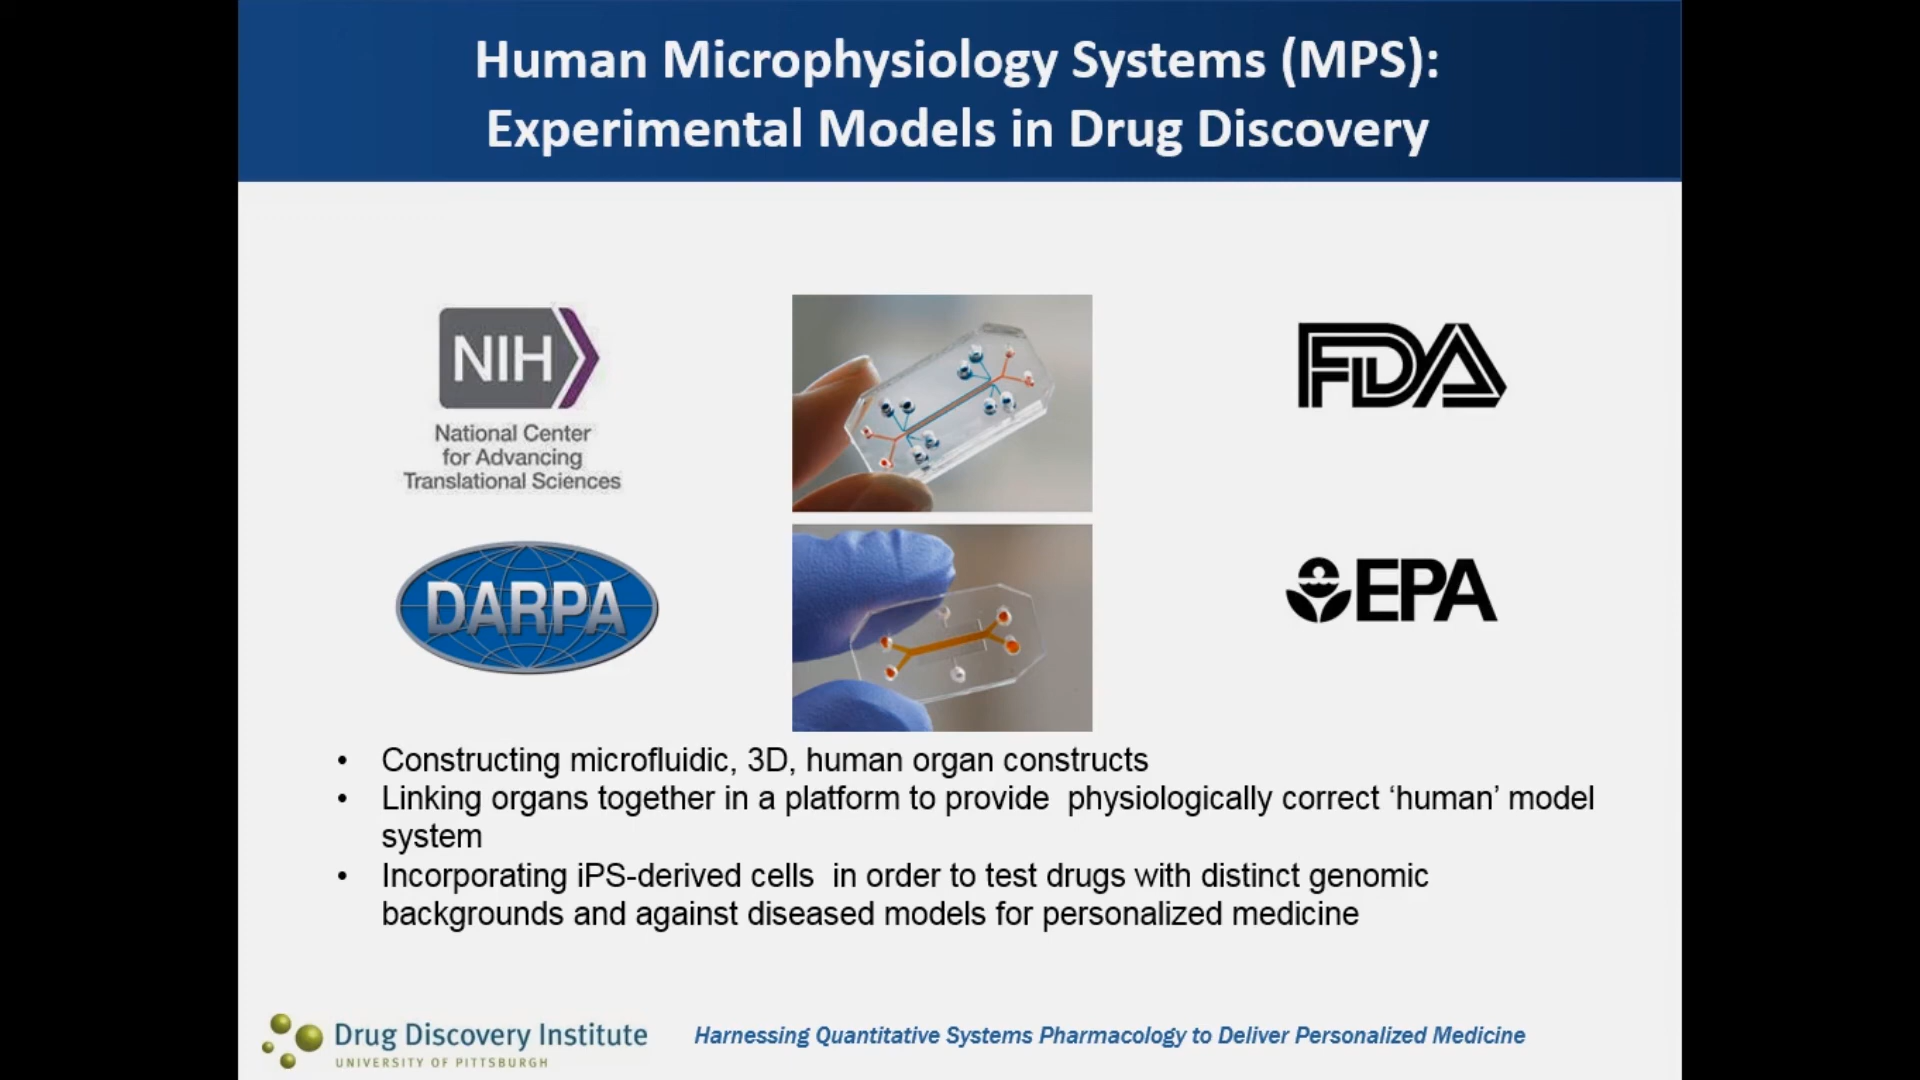 Human Microphysiology Systems (MPS):
Experimental Models in Drug Discovery
NIH
National Center
for Advancing
Translational Sciences
FDA
DARPA
EPA
• Constructing microfluidic, 3D, human organ constructs
• Linking organs together in a platform to provide  physiologically correct ‘human’ model
system
• Incorporating iPS-derived cells  in order to test drugs with distinct genomic
backgrounds and against diseased models for personalized medicine
Drug Discovery Institute
UNIVERSITY OF PITTSBURGH
Harnessing Quantitative Systems Pharmacology to Deliver Personalized Medicine